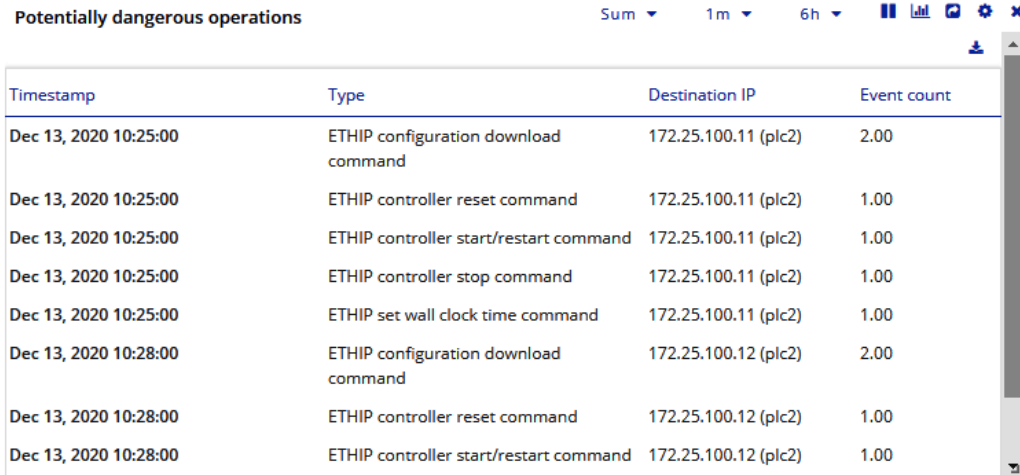 Potentially dangerous operations Sum 1m 6h
Timestamp Type Destination IP Event count
Dec 13, 2020 10:25:00 ETHIP configuration download 172.25.100.11 (plc2) 2.00
command
Dec 13, 2020 10:25:00 ETHIP controller reset command 172.25.100.11 (plc2) 1.00
Dec 13, 2020 10:25:00 ETHIP controller start/restart command 172.25.100.11 (plc2) 1.00
Dec 13, 2020 10:25:00 ETHIP controller stop command 172.25.100.11 (plc2) 1.00
Dec 13, 2020 10:25:00 ETHIP set wall clock time command 172.25.100.11 (plc2) 1.00
Dec 13, 2020 10:28:00 ETHIP configuration download 172.25.100.12 (plc2) 2.00
command
Dec 13, 2020 10:28:00 ETHIP controller reset command 172.25.100.12 (plc2) 1.00
Dec 13, 2020 10:28:00 ETHIP controller start/restart command 172.25.100.12 (plc2) 1.00